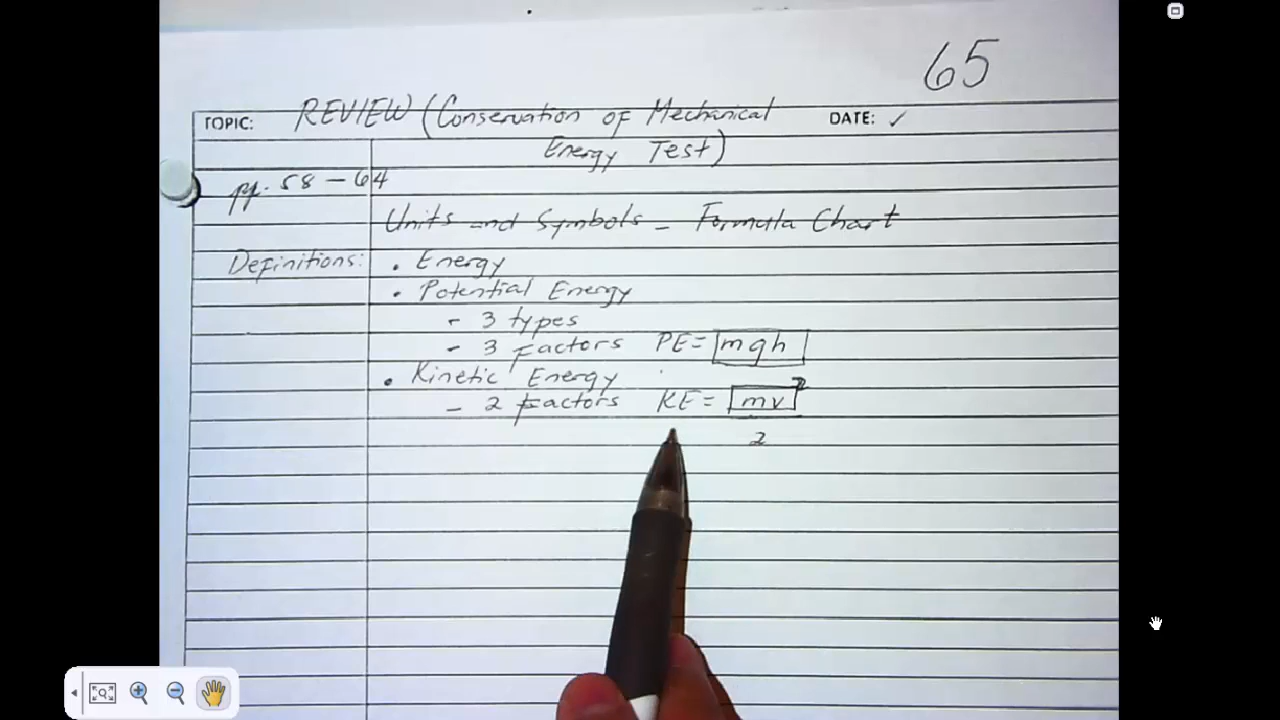 65
TOPIC: REVIEW (Conservation of Mechanical DATE: ✓
Energy Test)
pp. 58 - 64
Units and Symbols - Formula Chart
Definitions: • Energy
• Potential Energy
- 3 types
- 3 factors PE = mgh
• Kinetic Energy
- 2 Factors KE = mv²
2